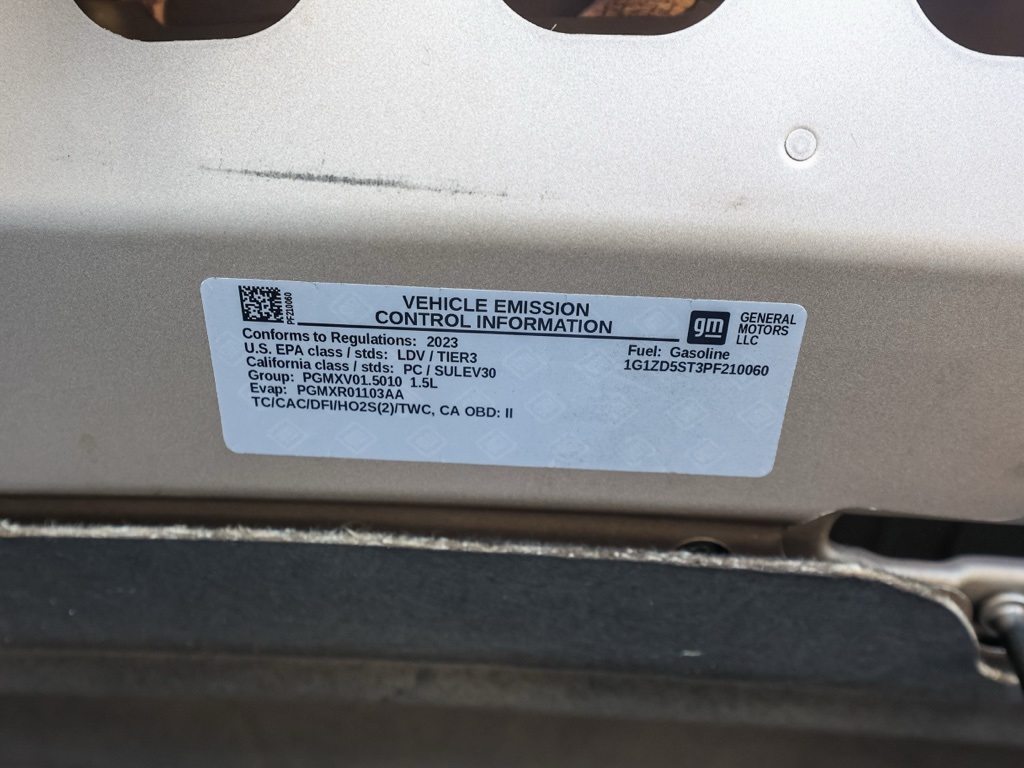 PF210060
VEHICLE EMISSION
CONTROL INFORMATION
gm
GENERAL
MOTORS
LLC
Conforms to Regulations: 2023
U.S. EPA class / stds: LDV / TIER3
California class / stds: PC / SULEV30
Group: PGMXV01.5010 1.5L
Evap: PGMXR01103AA
TC/CAC/DFI/HO2S(2)/TWC, CA OBD: II
Fuel: Gasoline
1G1ZD5ST3PF210060